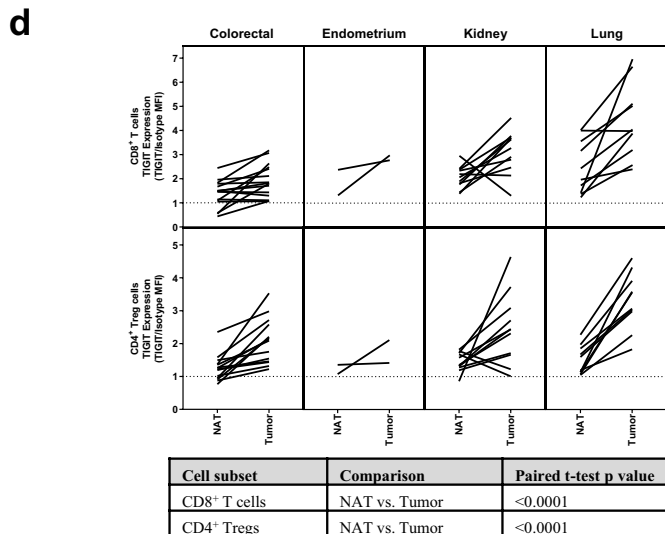 d
Colorectal Endometrium Kidney Lung
CD8+ T cells
TIGIT Expression
(TIGIT/Isotype MFI)
7
6
5
4
3
2
1
0
CD4+ Treg cells
TIGIT Expression
(TIGIT/Isotype MFI)
5
4
3
2
1
0
NAT Tumor NAT Tumor NAT Tumor NAT Tumor
Cell subset Comparison Paired t-test p value
CD8+ T cells NAT vs. Tumor <0.0001
CD4+ Tregs NAT vs. Tumor <0.0001